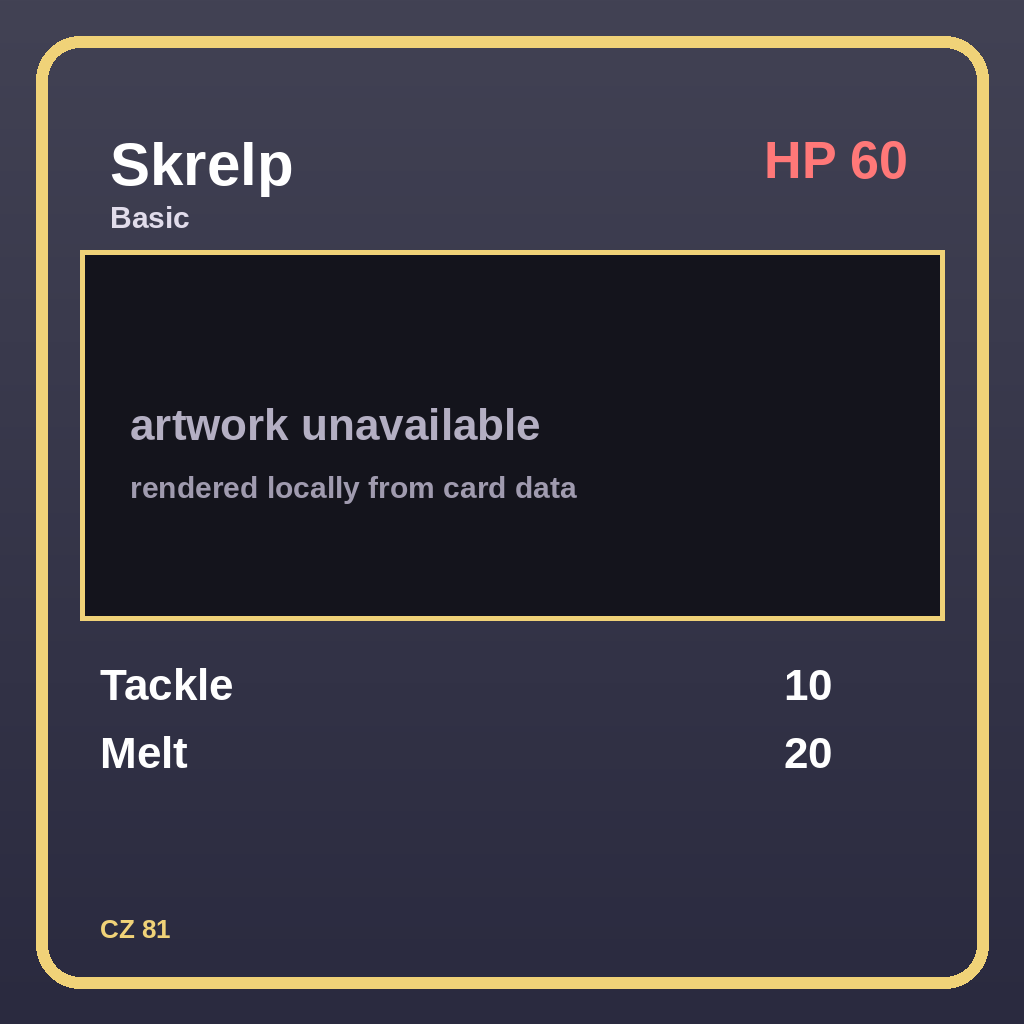 Skrelp
HP 60
Basic
artwork unavailable
rendered locally from card data
Tackle 10
Melt 20
CZ 81